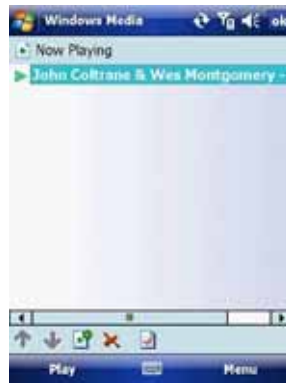 Windows Media ok
Now Playing
John Coltrane & Wes Montgomery -
Play Menu